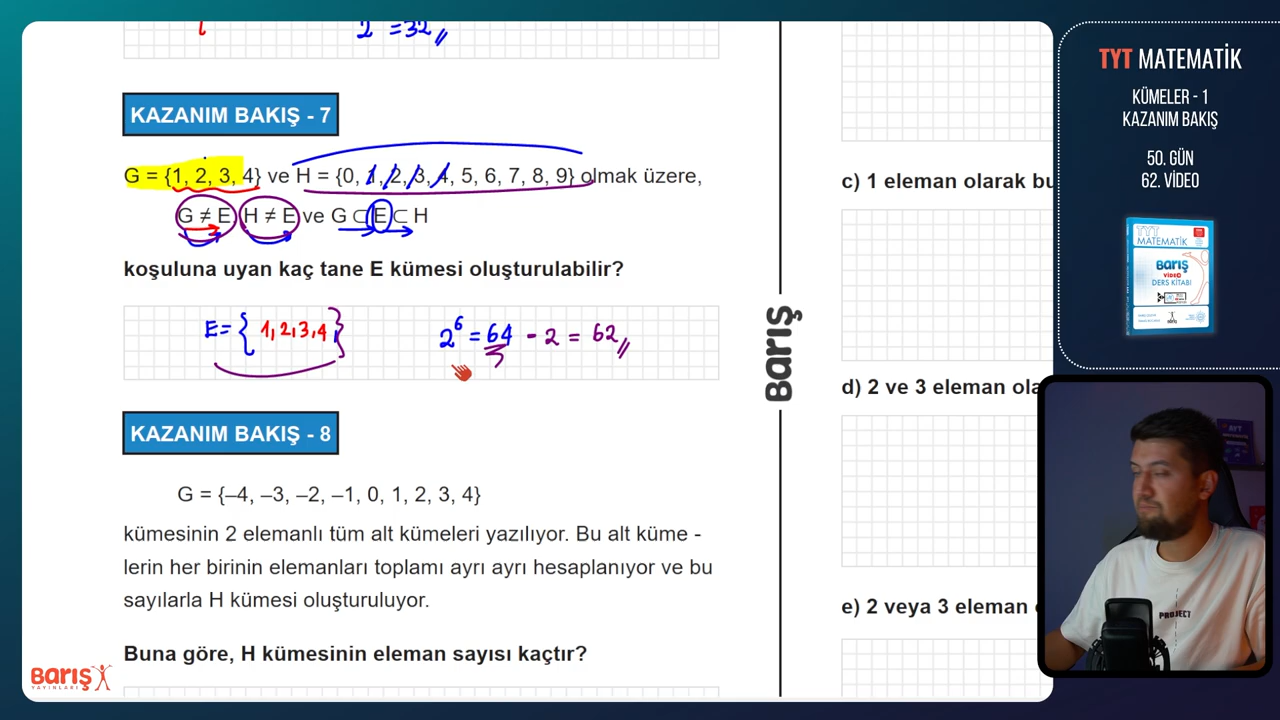 2 = 32
KAZANIM BAKIŞ - 7
G = {1, 2, 3, 4} ve H = {0, 1, 2, 3, 4, 5, 6, 7, 8, 9} olmak üzere,
G ≠ E, H ≠ E ve G ⊂ E ⊂ H
koşuluna uyan kaç tane E kümesi oluşturulabilir?
E = { 1, 2, 3, 4, } 2⁶ = 64 - 2 = 62
KAZANIM BAKIŞ - 8
G = {–4, –3, –2, –1, 0, 1, 2, 3, 4}
kümesinin 2 elemanlı tüm alt kümeleri yazılıyor. Bu alt küme -
lerin her birinin elemanları toplamı ayrı ayrı hesaplanıyor ve bu
sayılarla H kümesi oluşturuluyor.
Buna göre, H kümesinin eleman sayısı kaçtır?
BARIŞ
YAYINLARI
BARIŞ
c) 1 eleman olarak bu
d) 2 ve 3 eleman ola
e) 2 veya 3 eleman
TYT MATEMATİK
KÜMELER - 1
KAZANIM BAKIŞ
50. GÜN
62. VİDEO
TYT
MATEMATİK
BARIŞ
VİDEO
DERS KİTABI
PROJECT